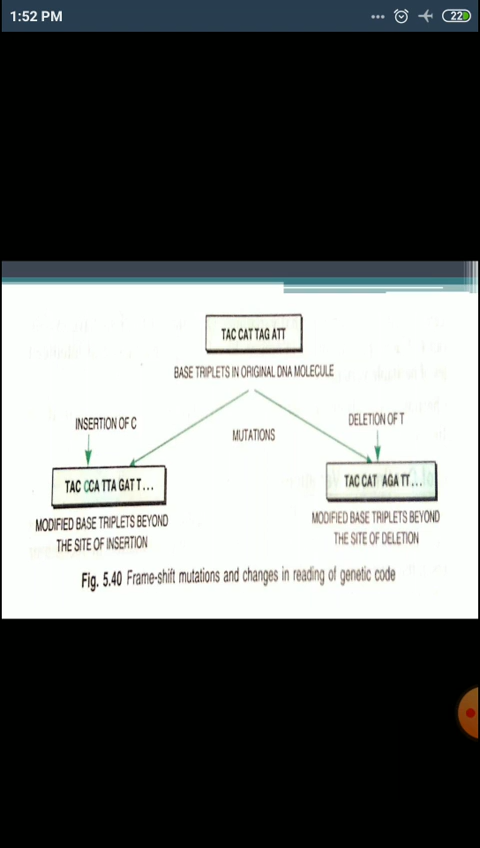 1:52 PM
22
TAC CAT TAG ATT
BASE TRIPLETS IN ORIGINAL DNA MOLECULE
INSERTION OF C
MUTATIONS
DELETION OF T
TAC CCA TTA GAT T...
TAC CAT AGA TT...
MODIFIED BASE TRIPLETS BEYOND
THE SITE OF INSERTION
MODIFIED BASE TRIPLETS BEYOND
THE SITE OF DELETION
Fig. 5.40 Frame-shift mutations and changes in reading of genetic code